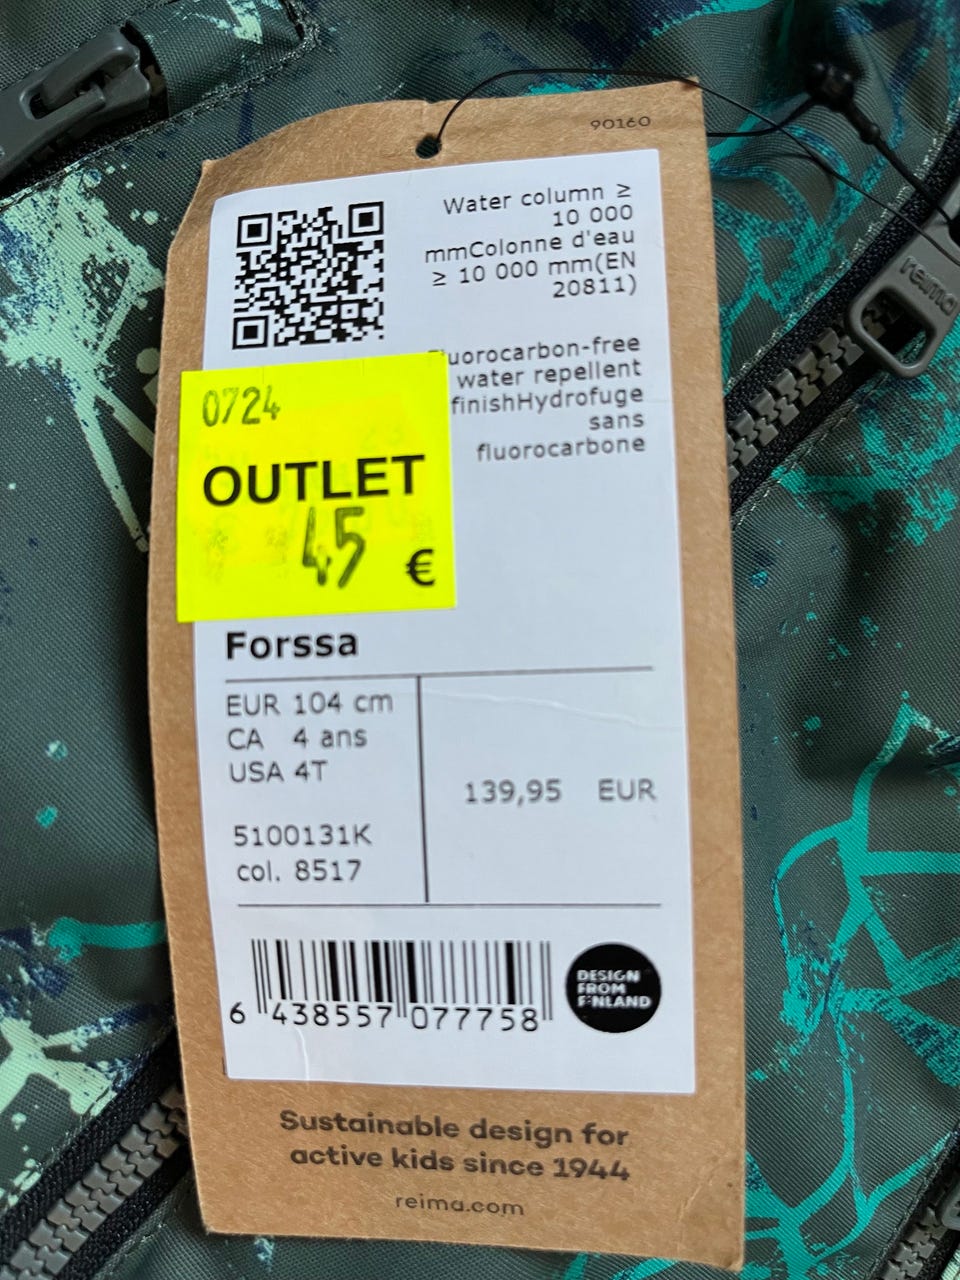 90160
Water column ≥
10 000
mmColonne d'eau
≥ 10 000 mm(EN
20811)
Fluorocarbon-free
water repellent
finishHydrofuge
sans
fluorocarbone
0724
OUTLET
45
€
Forssa
EUR 104 cm
CA 4 ans
USA 4T
5100131K
col. 8517
139,95 EUR
6 438557 077758
DESIGN
FROM
FINLAND
Sustainable design for
active kids since 1944
reima.com
reima